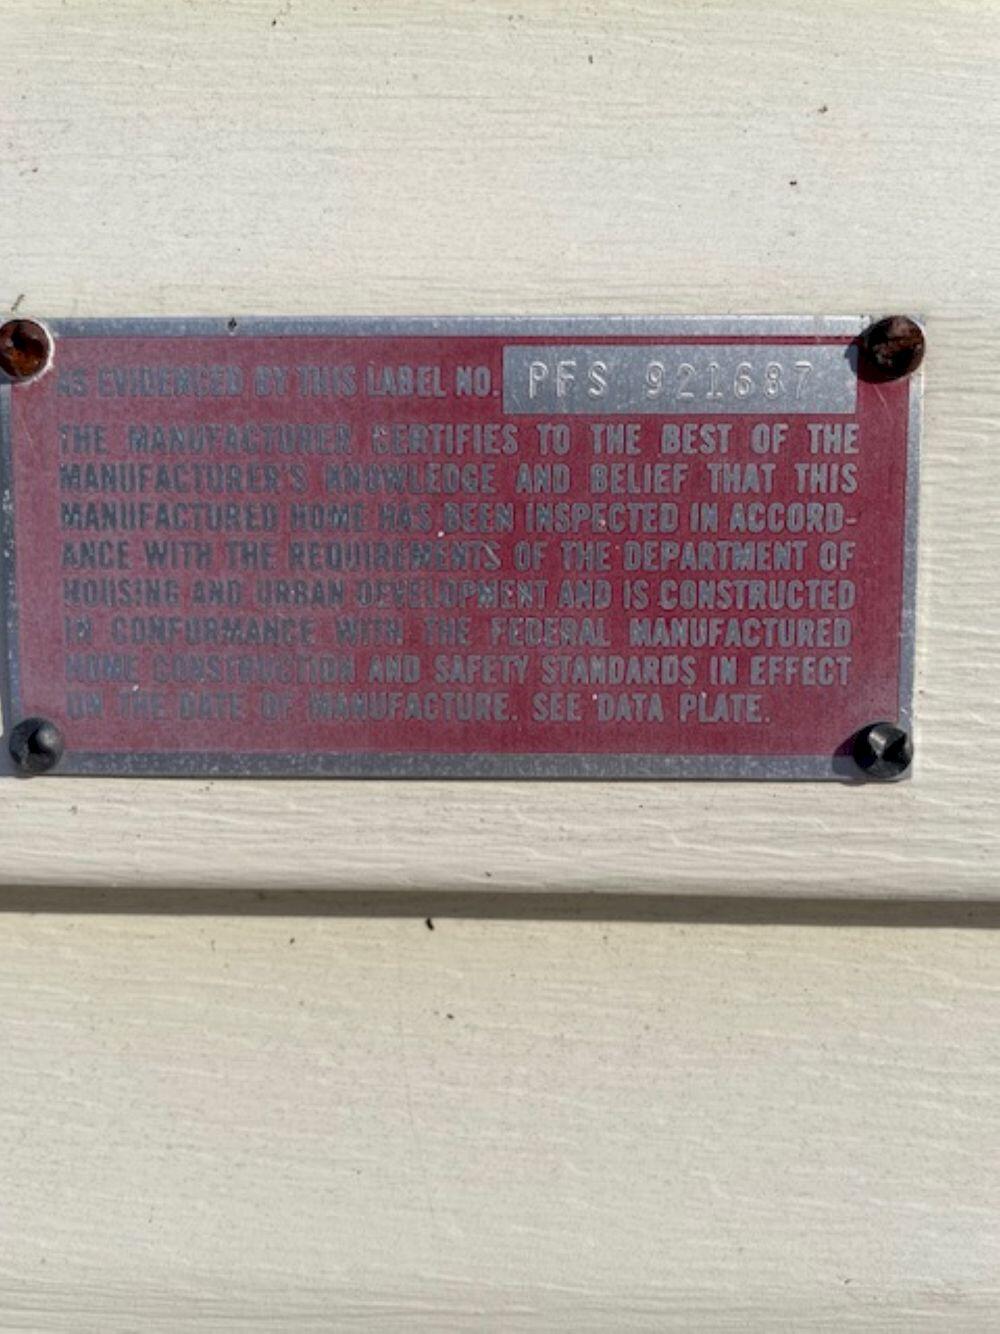 AS EVIDENCED BY THIS LABEL NO. PFS 921687
THE MANUFACTURER CERTIFIES TO THE BEST OF THE
MANUFACTURER'S KNOWLEDGE AND BELIEF THAT THIS
MANUFACTURED HOME HAS BEEN INSPECTED IN ACCORD-
ANCE WITH THE REQUIREMENTS OF THE DEPARTMENT OF
HOUSING AND URBAN DEVELOPMENT AND IS CONSTRUCTED
IN CONFORMANCE WITH THE FEDERAL MANUFACTURED
HOME CONSTRUCTION AND SAFETY STANDARDS IN EFFECT
ON THE DATE OF MANUFACTURE. SEE DATA PLATE.